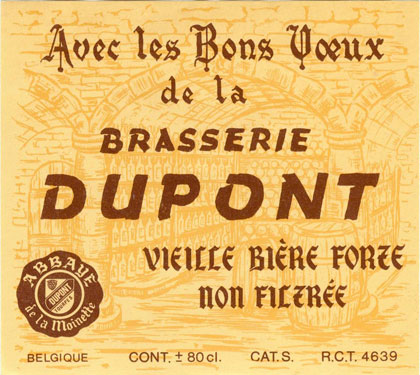 Avec les Bons Vœux
de la
BRASSERIE
DUPONT
VIEILLE BIÈRE FORTE
NON FILTRÉE
ABBAYE
DUPONT
de la Moinette
BELGIQUE CONT. ± 80 cl. CAT.S. R.C.T. 4639